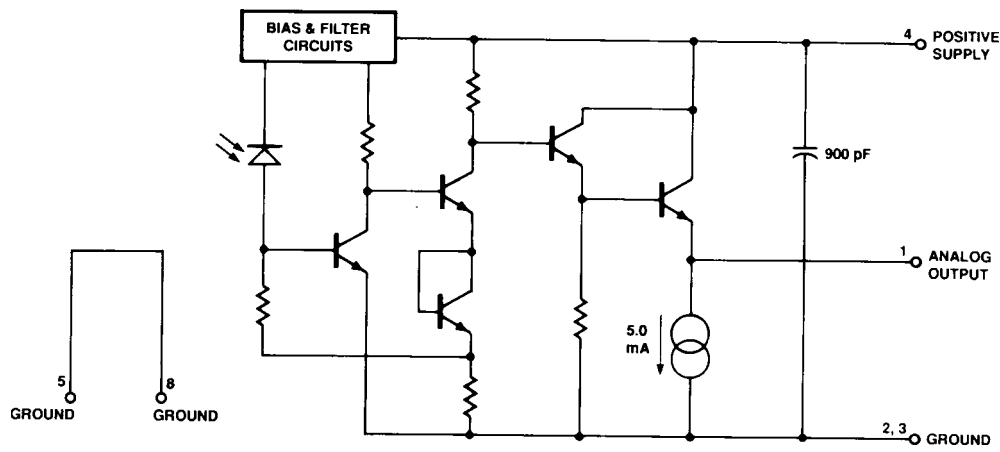 BIAS & FILTER
CIRCUITS
4
POSITIVE
SUPPLY
900 pF
1
ANALOG
OUTPUT
5.0
mA
5
8
GROUND
GROUND
2, 3
GROUND